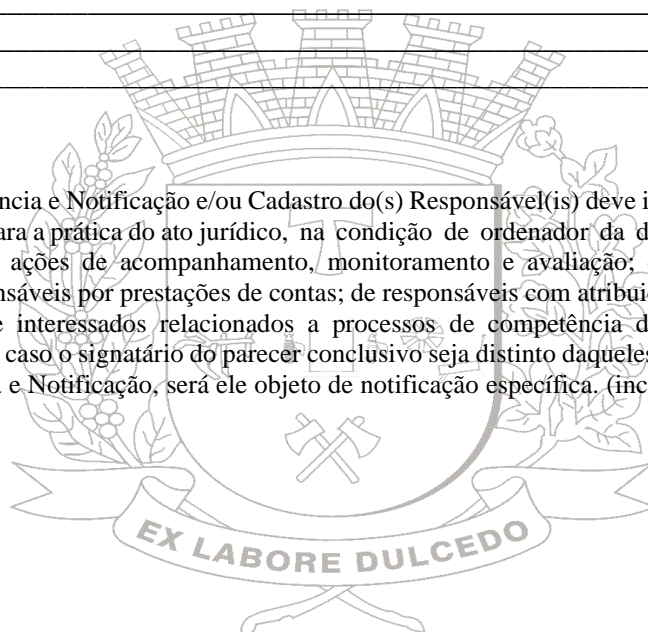 ncia e Notificação e/ou Cadastro do(s) Responsável(is) deve i
ara a prática do ato jurídico, na condição de ordenador da d
ações de acompanhamento, monitoramento e avaliação;
nsáveis por prestações de contas; de responsáveis com atribui
e interessados relacionados a processos de competência d
caso o signatário do parecer conclusivo seja distinto daqueles
a e Notificação, será ele objeto de notificação específica. (inc
EX LABORE DULCEDO